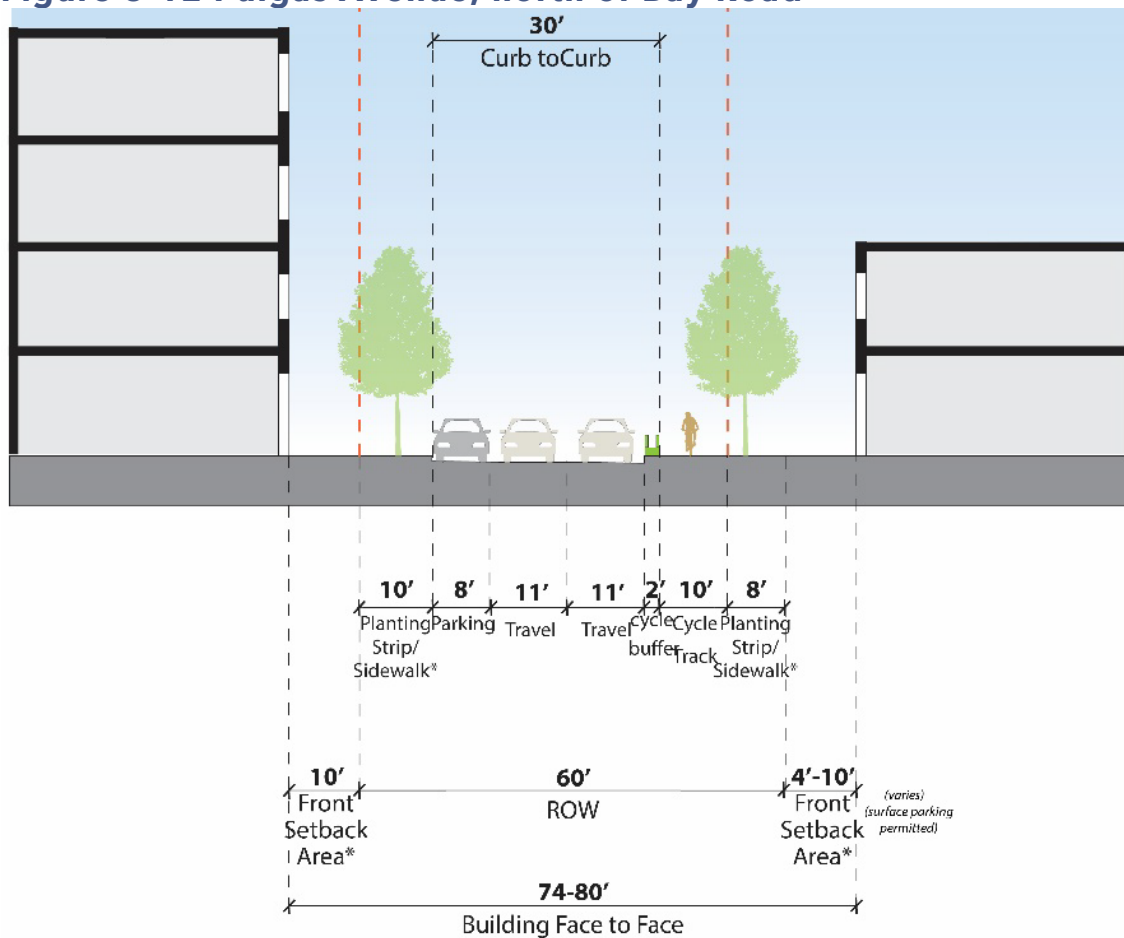 30’
Curb toCurb
10’ 8’ 11’ 11’ 2’ 10’ 8’
Planting Parking Travel Travel cycle Cycle Planting
Strip/ buffer Track Strip/
Sidewalk* Sidewalk*
10’ 60’ 4’-10’
Front ROW Front (varies)
Setback Setback (surface parking
Area* Area* permitted)
74-80’
Building Face to Face